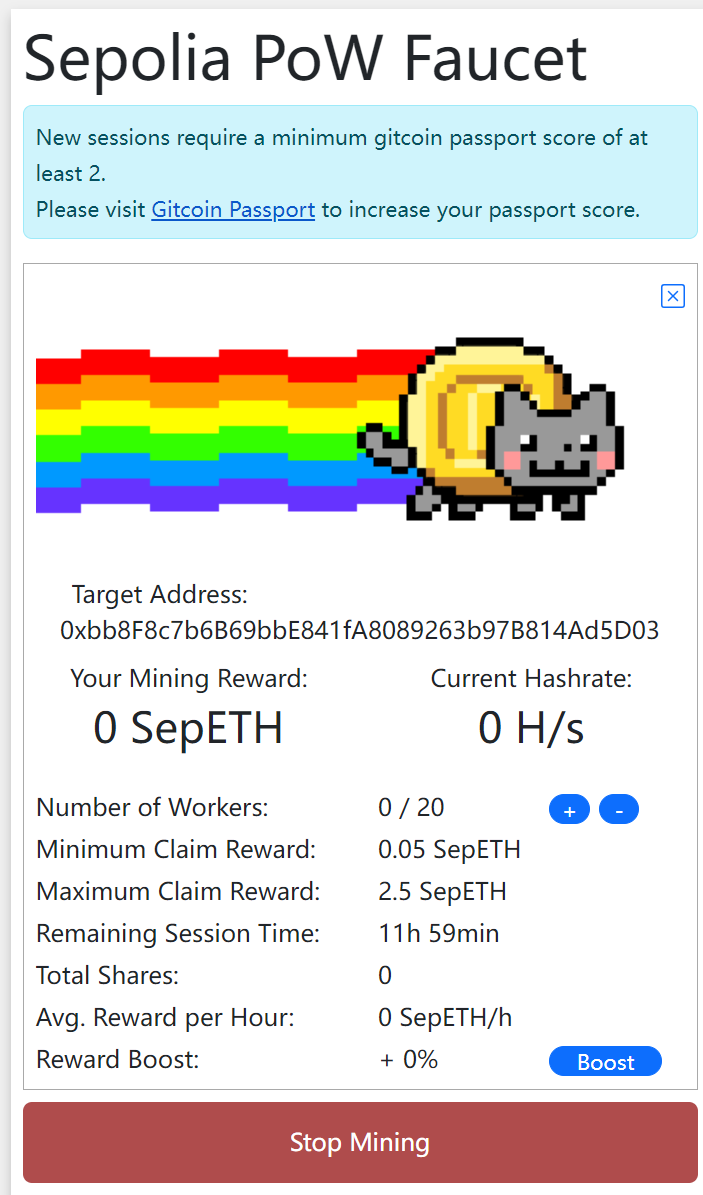 Sepolia PoW Faucet
New sessions require a minimum gitcoin passport score of at
least 2.
Please visit Gitcoin Passport to increase your passport score.
Target Address:
0xbb8F8c7b6B69bbE841fA8089263b97B814Ad5D03
Your Mining Reward:
0 SepETH
Current Hashrate:
0 H/s
Number of Workers: 0 / 20 + -
Minimum Claim Reward: 0.05 SepETH
Maximum Claim Reward: 2.5 SepETH
Remaining Session Time: 11h 59min
Total Shares: 0
Avg. Reward per Hour: 0 SepETH/h
Reward Boost: + 0% Boost
Stop Mining